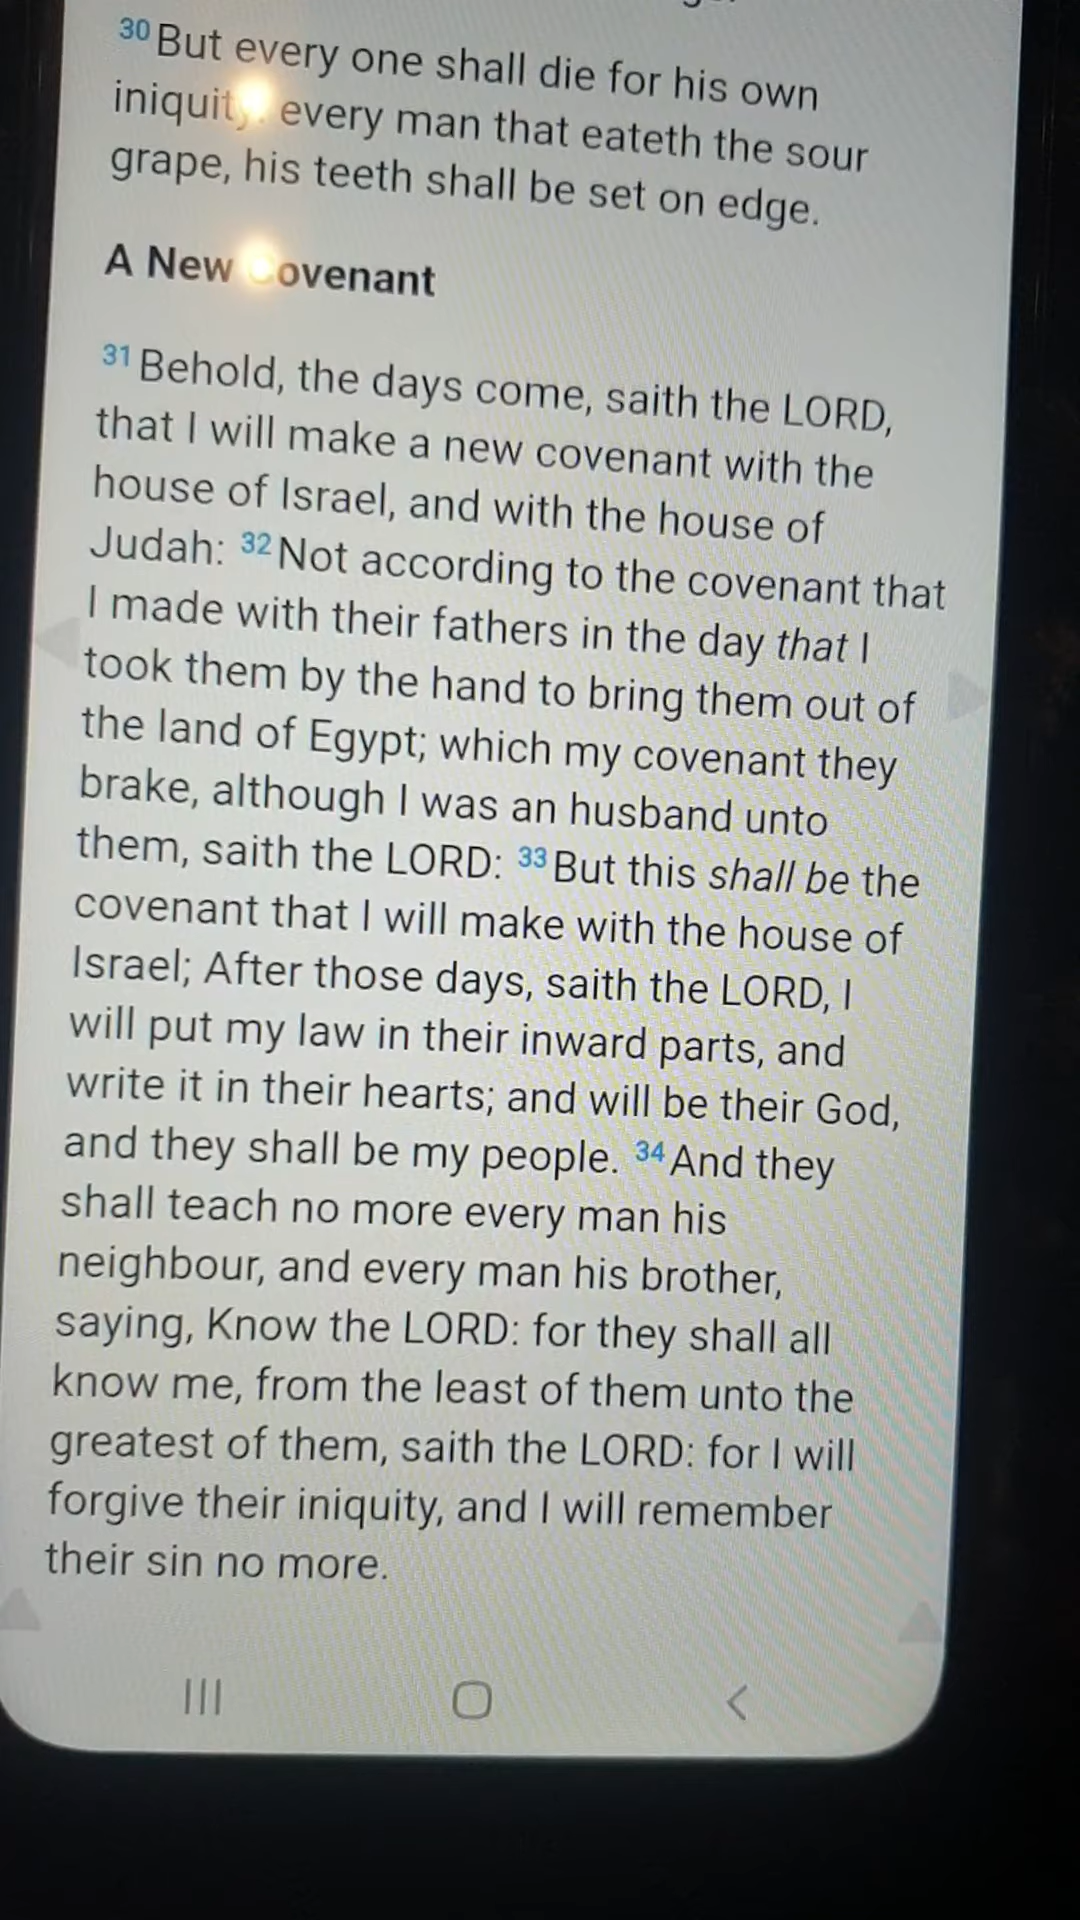 30 But every one shall die for his own
iniquity: every man that eateth the sour
grape, his teeth shall be set on edge.
A New Covenant
31 Behold, the days come, saith the LORD,
that I will make a new covenant with the
house of Israel, and with the house of
Judah: 32 Not according to the covenant that
I made with their fathers in the day that I
took them by the hand to bring them out of
the land of Egypt; which my covenant they
brake, although I was an husband unto
them, saith the LORD: 33 But this shall be the
covenant that I will make with the house of
Israel; After those days, saith the LORD, I
will put my law in their inward parts, and
write it in their hearts; and will be their God,
and they shall be my people. 34 And they
shall teach no more every man his
neighbour, and every man his brother,
saying, Know the LORD: for they shall all
know me, from the least of them unto the
greatest of them, saith the LORD: for I will
forgive their iniquity, and I will remember
their sin no more.